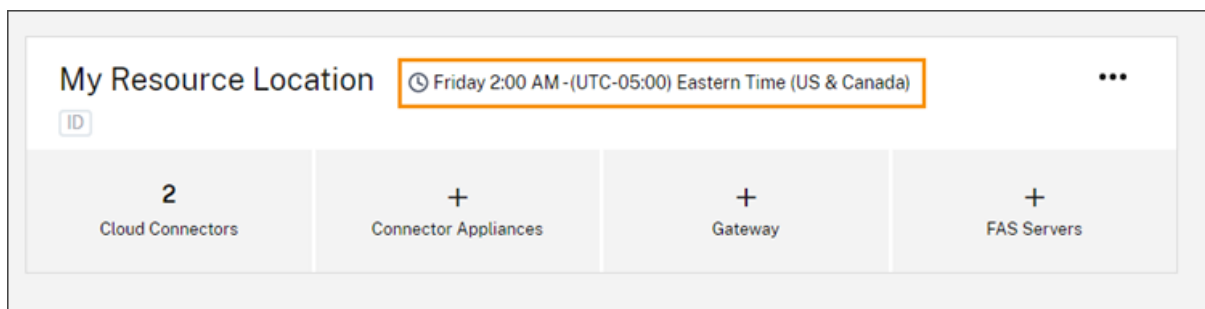 My Resource Location
Friday 2:00 AM-(UTC-05:00) Eastern Time (US & Canada)
ID
2
Cloud Connectors
+
Connector Appliances
+
Gateway
+
FAS Servers